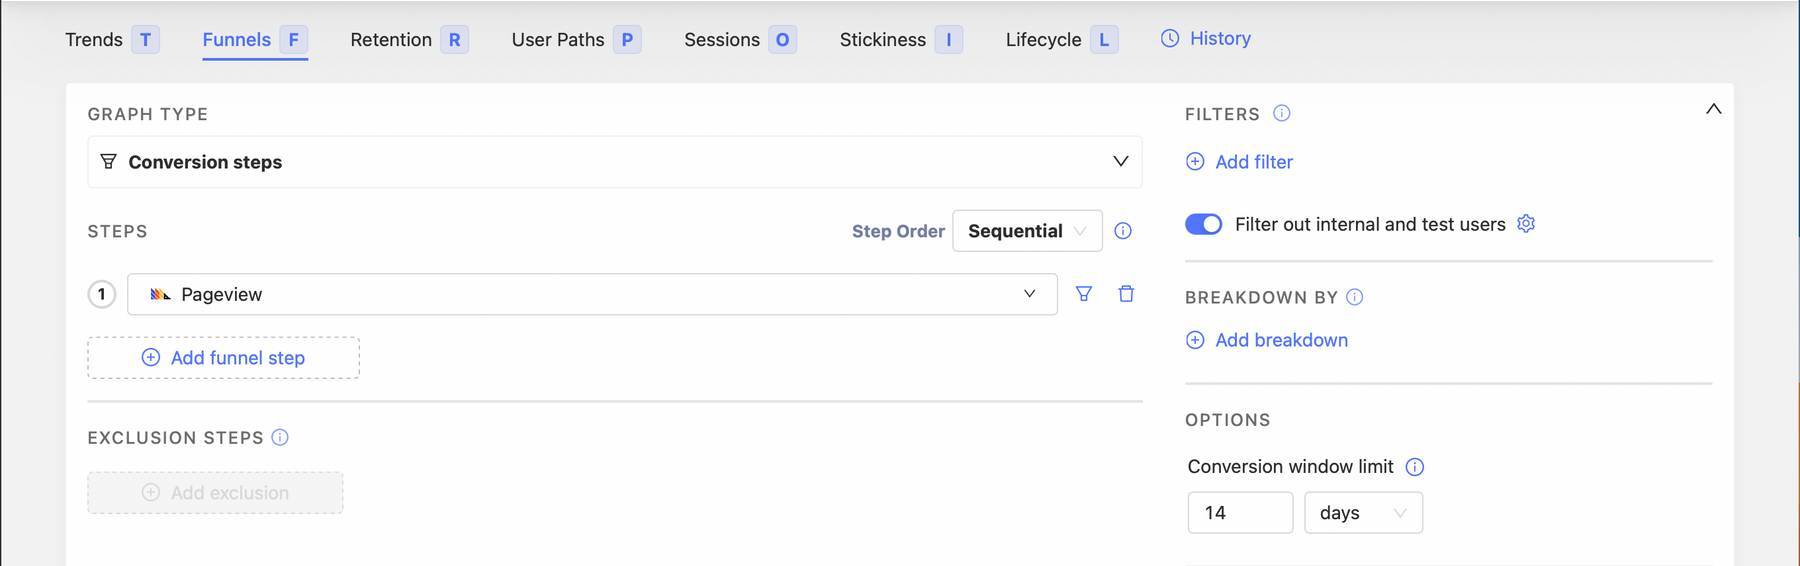 Trends T Funnels F Retention R User Paths P Sessions O Stickiness I Lifecycle L History
GRAPH TYPE
Conversion steps
STEPS
Step Order Sequential
1 Pageview
Add funnel step
EXCLUSION STEPS
Add exclusion
FILTERS
Add filter
Filter out internal and test users
BREAKDOWN BY
Add breakdown
OPTIONS
Conversion window limit
14 days